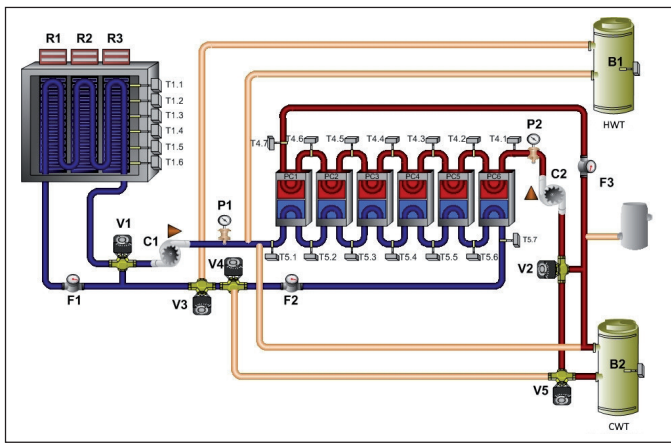 R1 R2 R3
T1.1
T1.2
T1.3
T1.4
T1.5
T1.6
B1
HWT
P2
T4.7 T4.6 T4.5 T4.4 T4.3 T4.2 T4.1
C2
F3
PC1 PC2 PC3 PC4 PC5 PC6
P1
V1
C1
V4
T5.7
T5.1 T5.2 T5.3 T5.4 T5.5 T5.6
V2
F1
V3
F2
B2
V5
CWT